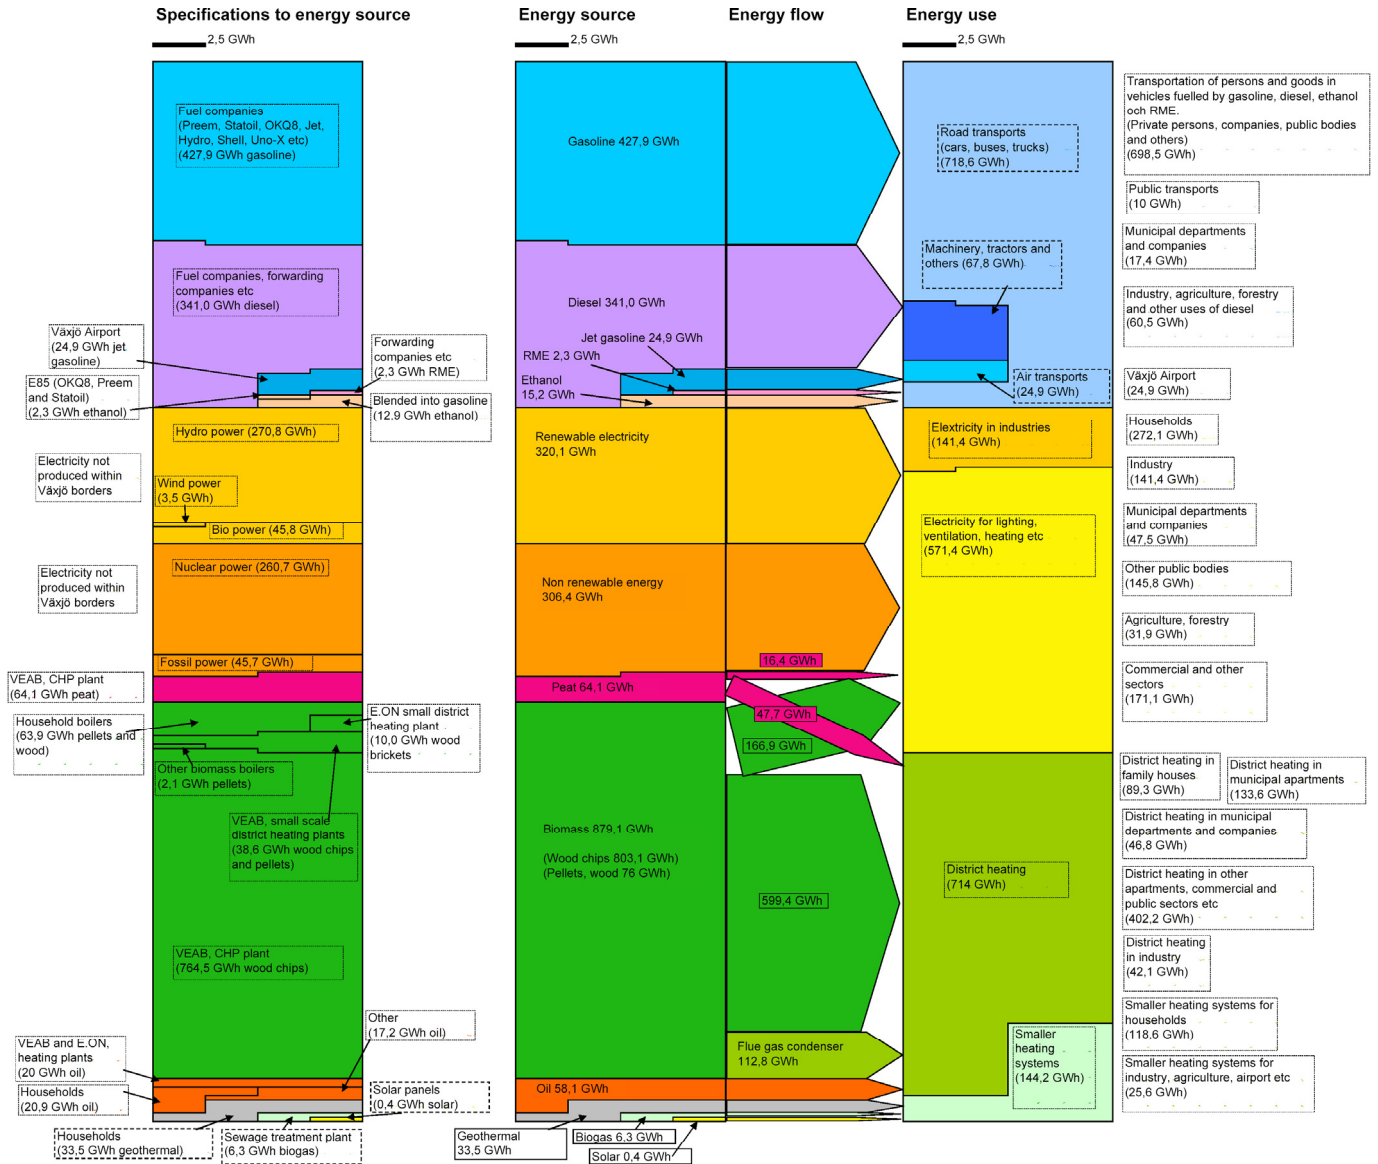 Specifications to energy source
Energy source
Energy flow
Energy use
2,5 GWh
2,5 GWh
2,5 GWh
Fuel companies
(Preem, Statoil, OKQ8, Jet,
Hydro, Shell, Uno-X etc)
(427,9 GWh gasoline)
Fuel companies, forwarding
companies etc
(341,0 GWh diesel)
Växjö Airport
(24,9 GWh jet
gasoline)
E85 (OKQ8, Preem
and Statoil)
(2,3 GWh ethanol)
Forwarding
companies etc
(2,3 GWh RME)
Blended into gasoline
(12,9 GWh ethanol)
Hydro power (270,8 GWh)
Electricity not
produced within
Växjö borders
Wind power
(3,5 GWh)
Bio power (45,8 GWh)
Nuclear power (260,7 GWh)
Electricity not
produced within
Växjö borders
Fossil power (45,7 GWh)
VEAB, CHP plant
(64,1 GWh peat)
Household boilers
(63,9 GWh pellets and
wood)
E.ON small district
heating plant
(10,0 GWh wood
brickets)
Other biomass boilers
(2,1 GWh pellets)
VEAB, small scale
district heating plants
(38,6 GWh wood chips
and pellets)
VEAB, CHP plant
(764,5 GWh wood chips)
Other
(17,2 GWh oil)
VEAB and E.ON,
heating plants
(20 GWh oil)
Households
(20,9 GWh oil)
Solar panels
(0,4 GWh solar)
Households
(33,5 GWh geothermal)
Sewage treatment plant
(6,3 GWh biogas)
Gasoline 427,9 GWh
Diesel 341,0 GWh
Jet gasoline 24,9 GWh
RME 2,3 GWh
Ethanol
15,2 GWh
Renewable electricity
320,1 GWh
Non renewable energy
306,4 GWh
Peat 64,1 GWh
Biomass 879,1 GWh
(Wood chips 803,1 GWh)
(Pellets, wood 76 GWh)
Oil 58,1 GWh
Geothermal
33,5 GWh
Biogas 6,3 GWh
Solar 0,4 GWh
16,4 GWh
47,7 GWh
166,9 GWh
599,4 GWh
Flue gas condenser
112,8 GWh
Road transports
(cars, buses, trucks)
(718,6 GWh)
Machinery, tractors and
others (67,8 GWh)
Air transports
(24,9 GWh)
Elextricity in industries
(141,4 GWh)
Electricity for lighting,
ventilation, heating etc
(571,4 GWh)
District heating
(714 GWh)
Smaller
heating
systems
(144,2 GWh)
Transportation of persons and goods in
vehicles fuelled by gasoline, diesel, ethanol
och RME.
(Private persons, companies, public bodies
and others)
(698,5 GWh)
Public transports
(10 GWh)
Municipal departments
and companies
(17,4 GWh)
Industry, agriculture, forestry
and other uses of diesel
(60,5 GWh)
Växjö Airport
(24,9 GWh)
Households
(272,1 GWh)
Industry
(141,4 GWh)
Municipal departments
and companies
(47,5 GWh)
Other public bodies
(145,8 GWh)
Agriculture, forestry
(31,9 GWh)
Commercial and other
sectors
(171,1 GWh)
District heating in
family houses
(89,3 GWh)
District heating in
municipal apartments
(133,6 GWh)
District heating in municipal
departments and companies
(46,8 GWh)
District heating in other
apartments, commercial and
public sectors etc
(402,2 GWh)
District heating
in industry
(42,1 GWh)
Smaller heating systems for
households
(118,6 GWh)
Smaller heating systems for
industry, agriculture, airport etc
(25,6 GWh)